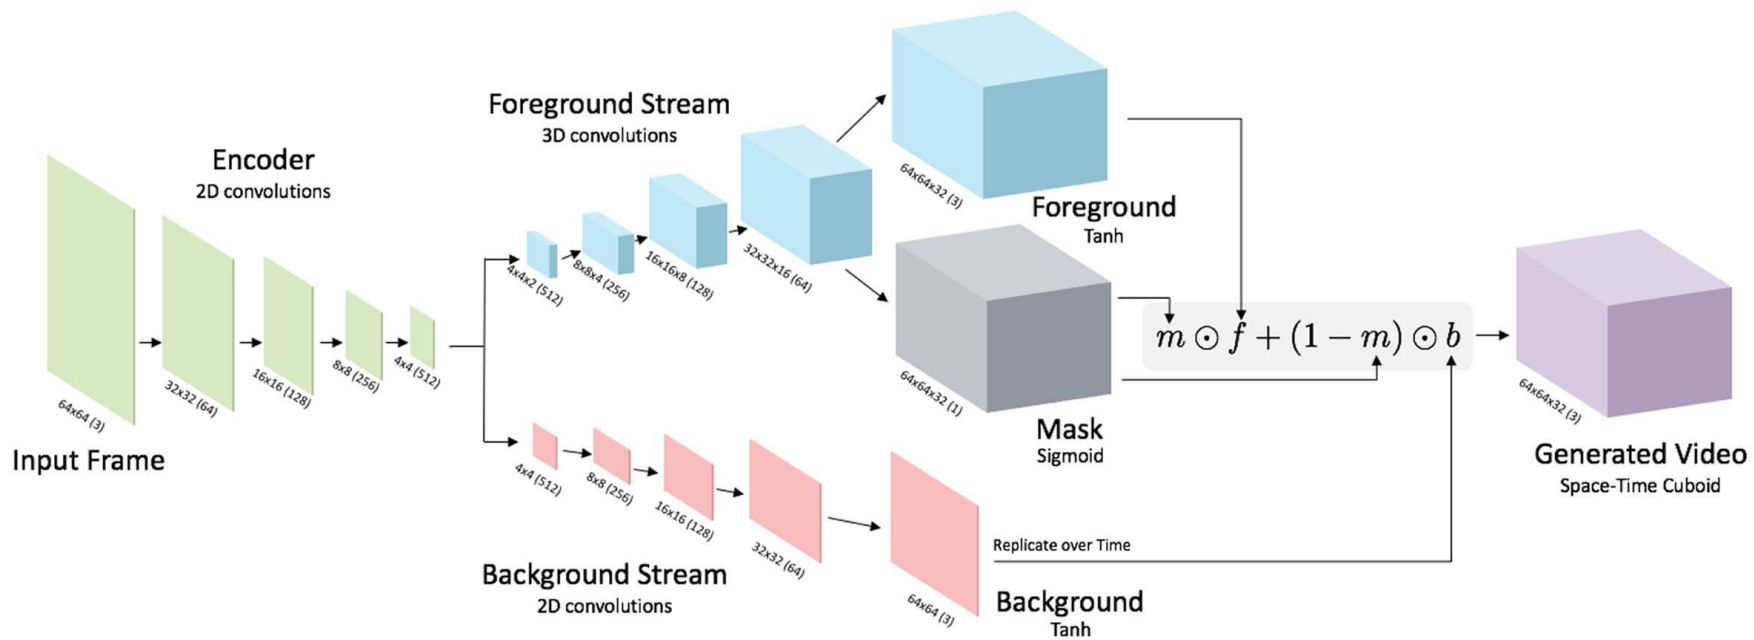 Encoder
2D convolutions
64x64 (3)
32x32 (64)
16x16 (128)
8x8 (256)
4x4 (512)
Input Frame
Foreground Stream
3D convolutions
4x4x2 (512)
8x8x4 (256)
16x16x8 (128)
32x32x16 (64)
64x64x32 (3)
Foreground
Tanh
64x64x32 (1)
Mask
Sigmoid
4x4 (512)
8x8 (256)
16x16 (128)
32x32 (64)
64x64 (3)
Background Stream
2D convolutions
Background
Tanh
Replicate over Time
m ⊙ f + (1 − m) ⊙ b
64x64x32 (3)
Generated Video
Space-Time Cuboid